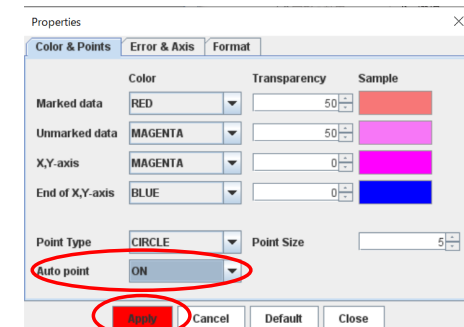 Properties
Color & Points Error & Axis Format
Color Transparency Sample
Marked data RED 50
Unmarked data MAGENTA 50
X,Y-axis MAGENTA 0
End of X,Y-axis BLUE 0
Point Type CIRCLE Point Size 5
Auto point ON
Apply Cancel Default Close